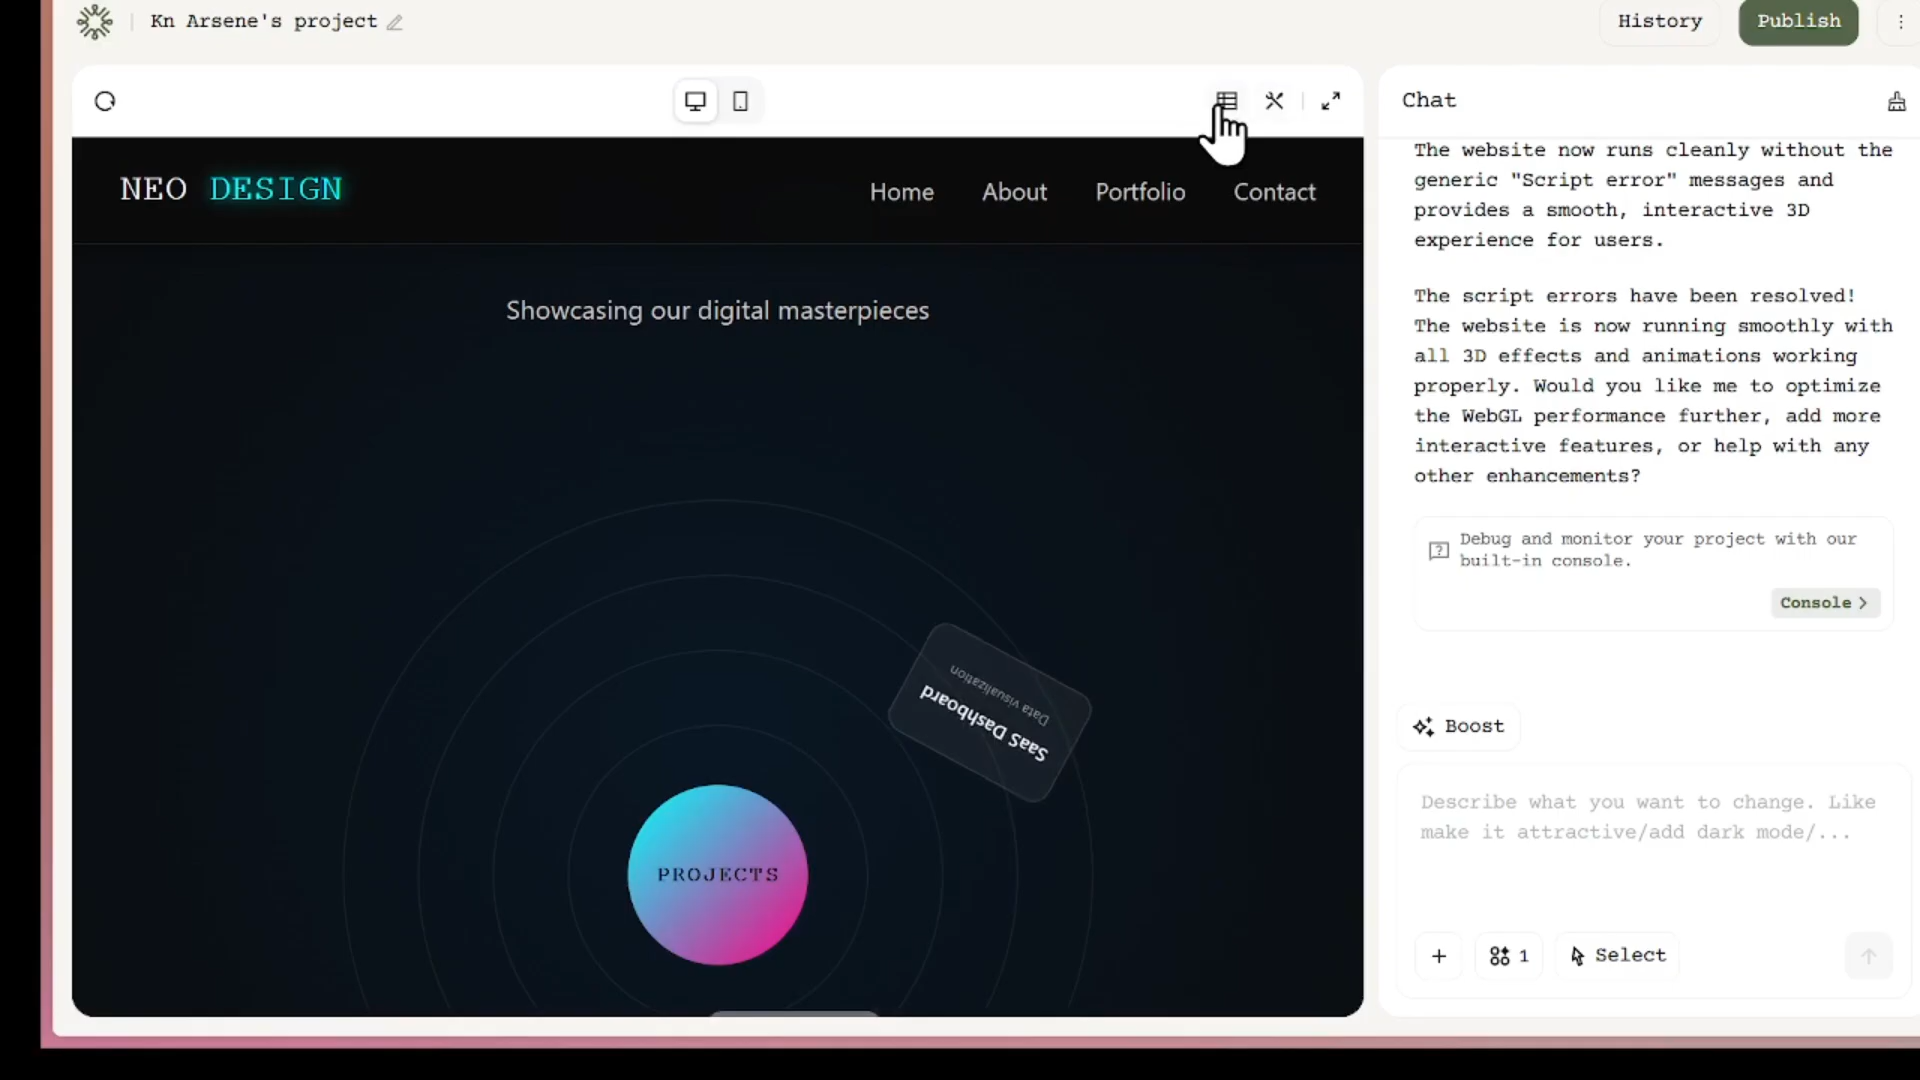 Kn Arsene's project
History
Publish
NEO DESIGN
Home
About
Portfolio
Contact
Showcasing our digital masterpieces
SaaS Dashboard
Data visualization
PROJECTS
Chat
The website now runs cleanly without the
generic "Script error" messages and
provides a smooth, interactive 3D
experience for users.
The script errors have been resolved!
The website is now running smoothly with
all 3D effects and animations working
properly. Would you like me to optimize
the WebGL performance further, add more
interactive features, or help with any
other enhancements?
Debug and monitor your project with our
built-in console.
Console >
Boost
Describe what you want to change. Like
make it attractive/add dark mode/...
1
Select